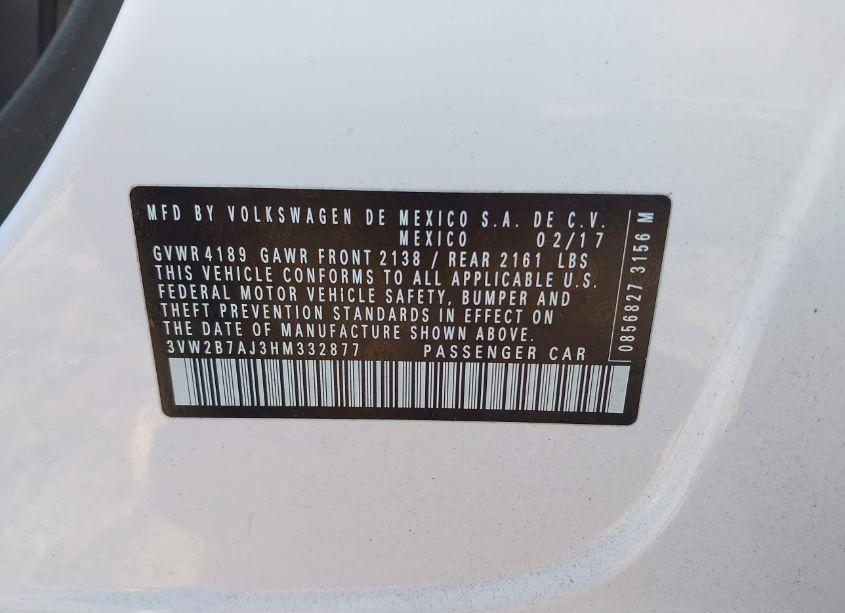 MFD BY VOLKSWAGEN DE MEXICO S.A. DE C.V.
MEXICO 02/17
GVWR 4189 GAWR FRONT 2138 / REAR 2161 LBS
THIS VEHICLE CONFORMS TO ALL APPLICABLE U.S.
FEDERAL MOTOR VEHICLE SAFETY, BUMPER AND
THEFT PREVENTION STANDARDS IN EFFECT ON
THE DATE OF MANUFACTURE SHOWN ABOVE.
3VW2B7AJ3HM332877 PASSENGER CAR
0856827 3156 M